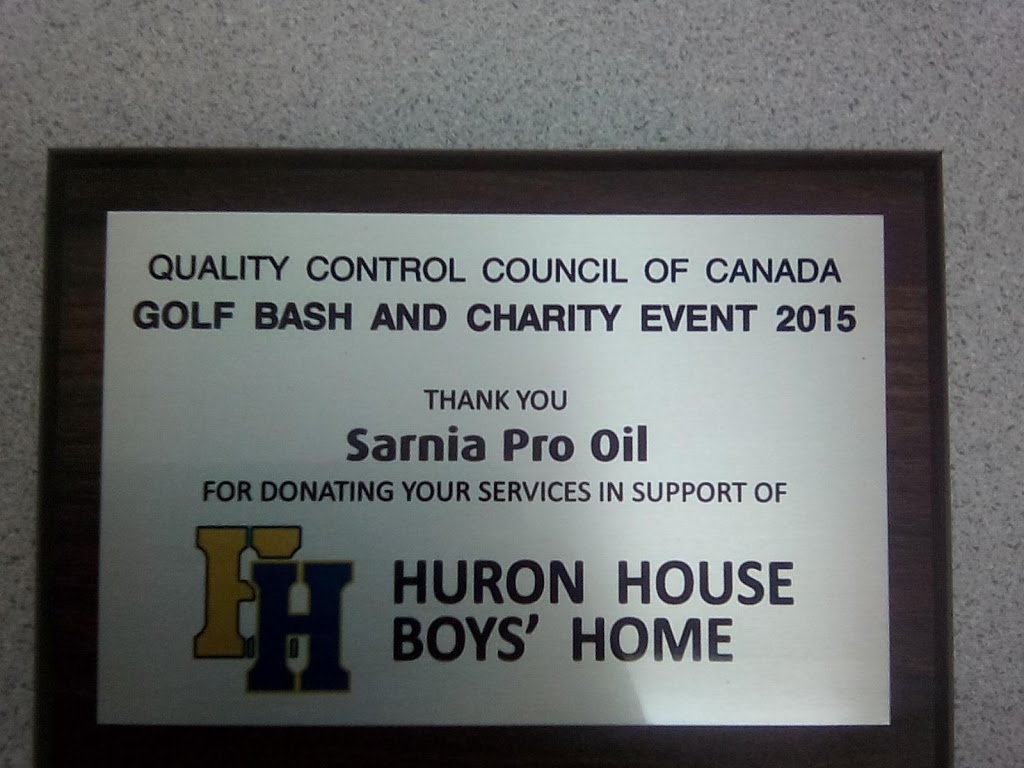 QUALITY CONTROL COUNCIL OF CANADA
GOLF BASH AND CHARITY EVENT 2015
THANK YOU
Sarnia Pro Oil
FOR DONATING YOUR SERVICES IN SUPPORT OF
HH
HURON HOUSE
BOYS' HOME